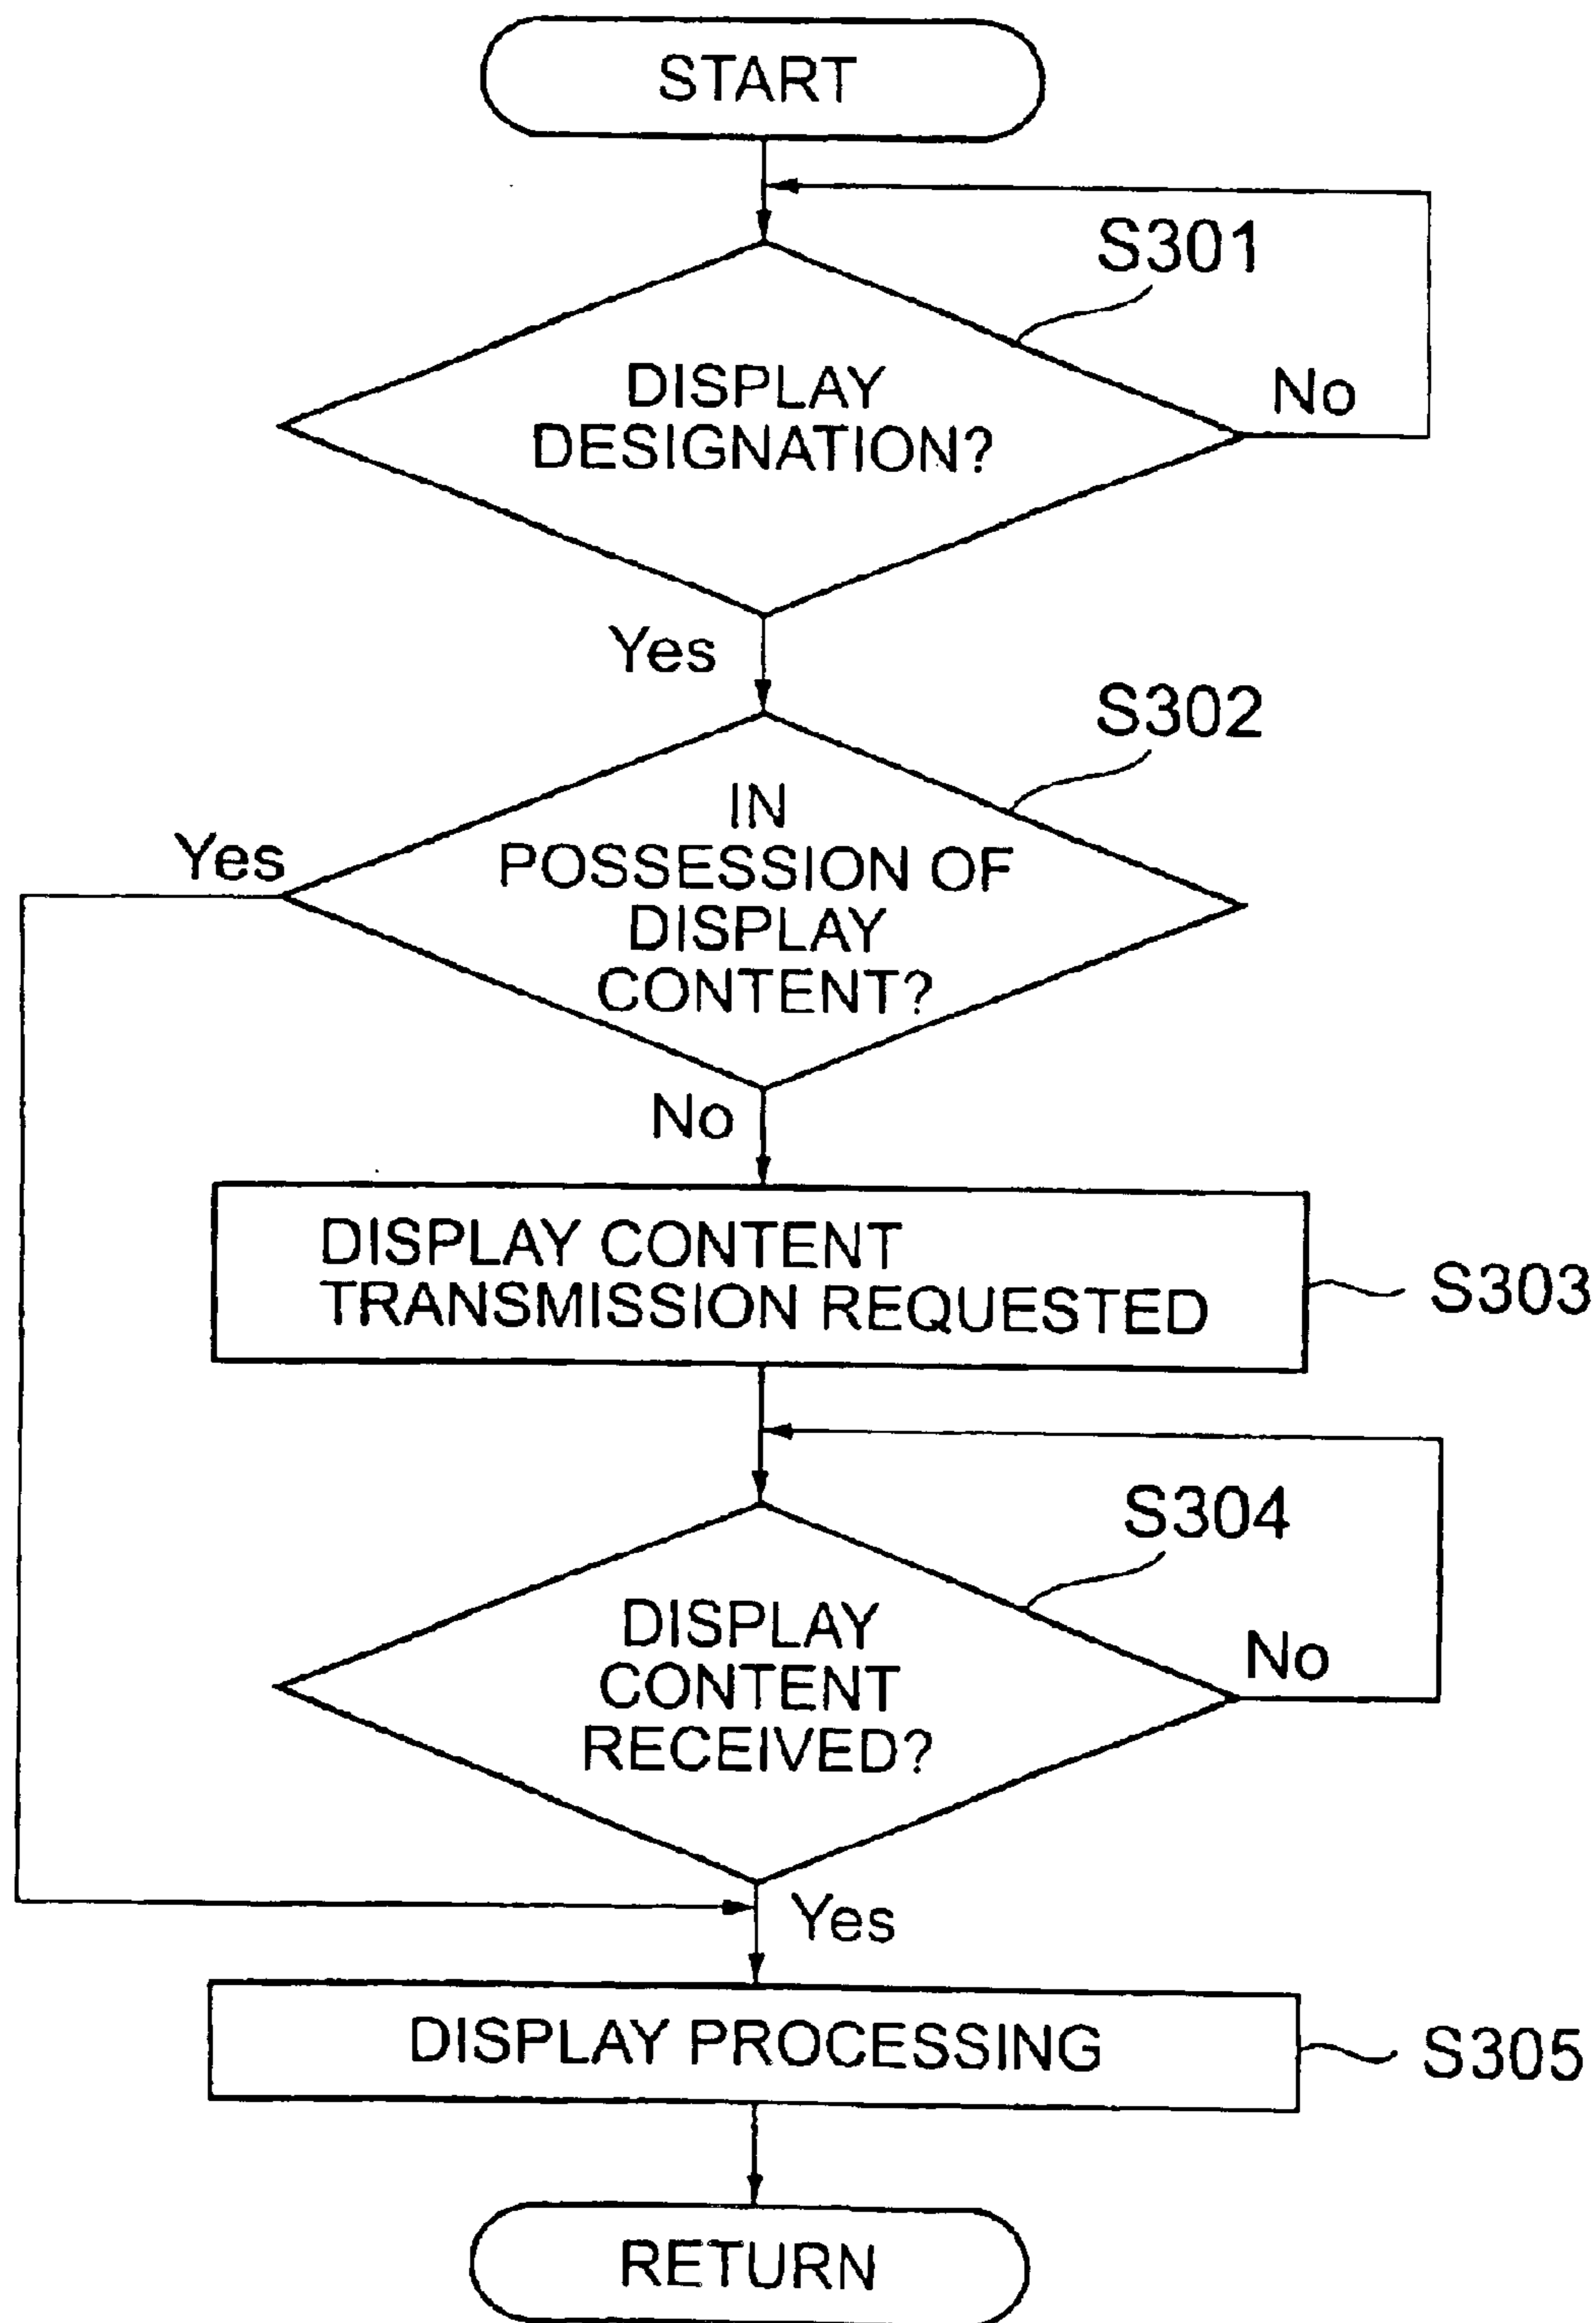 START
S301
DISPLAY
DESIGNATION?
No
Yes
S302
IN
POSSESSION OF
DISPLAY
CONTENT?
Yes
No
DISPLAY CONTENT
TRANSMISSION REQUESTED
S303
S304
DISPLAY
CONTENT
RECEIVED?
No
Yes
DISPLAY PROCESSING
S305
RETURN